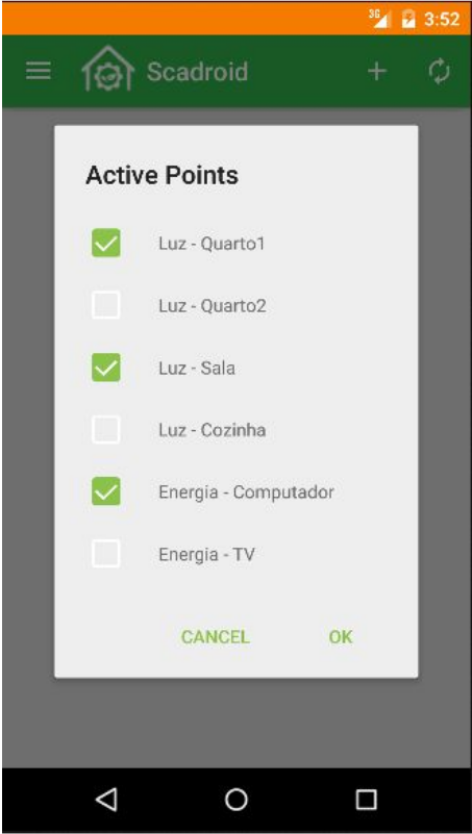 3G 3:52
Scadroid
Active Points
Luz - Quarto1
Luz - Quarto2
Luz - Sala
Luz - Cozinha
Energia - Computador
Energia - TV
CANCEL OK